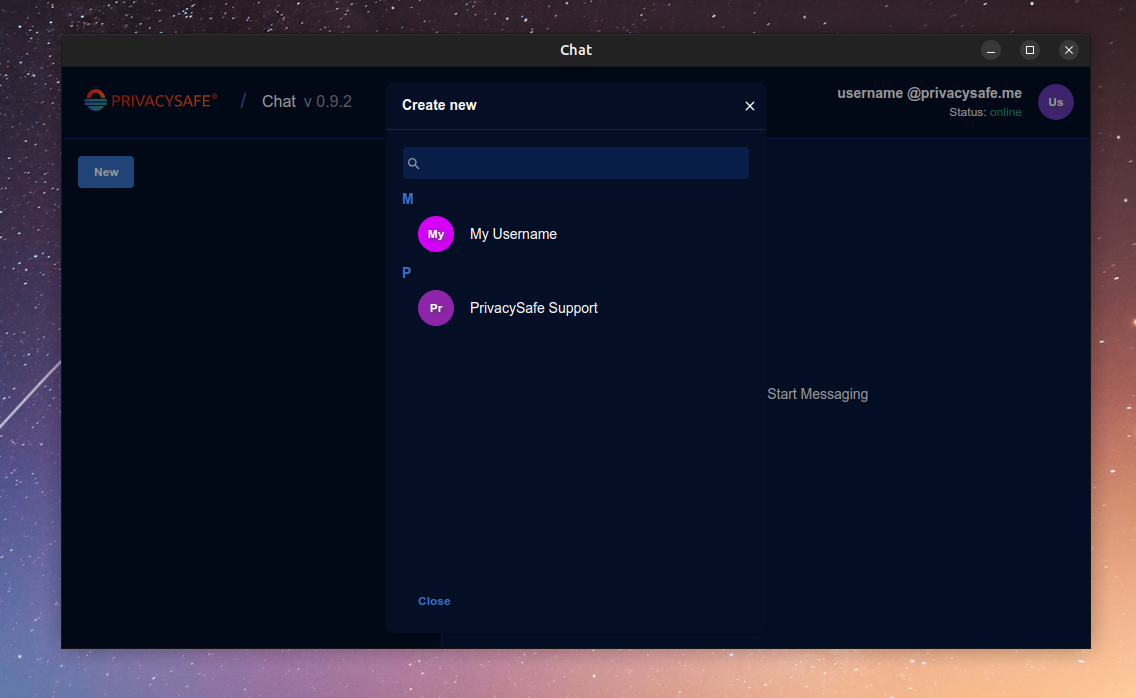 Chat
PRIVACYSAFE® / Chat v 0.9.2
username @privacysafe.me
Status: online
Us
New
Create new
M
My My Username
P
Pr PrivacySafe Support
Start Messaging
Close